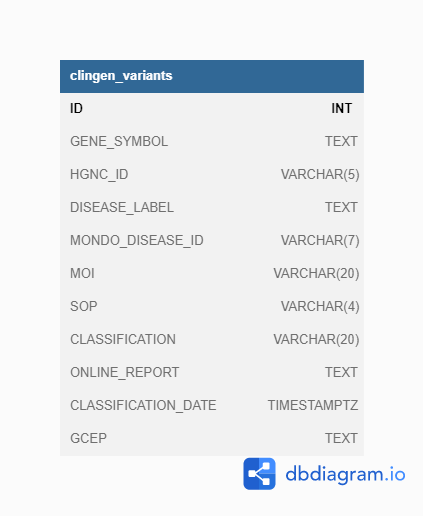 clingen_variants
ID INT
GENE_SYMBOL TEXT
HGNC_ID VARCHAR(5)
DISEASE_LABEL TEXT
MONDO_DISEASE_ID VARCHAR(7)
MOI VARCHAR(20)
SOP VARCHAR(4)
CLASSIFICATION VARCHAR(20)
ONLINE_REPORT TEXT
CLASSIFICATION_DATE TIMESTAMPTZ
GCEP TEXT
dbdiagram.io